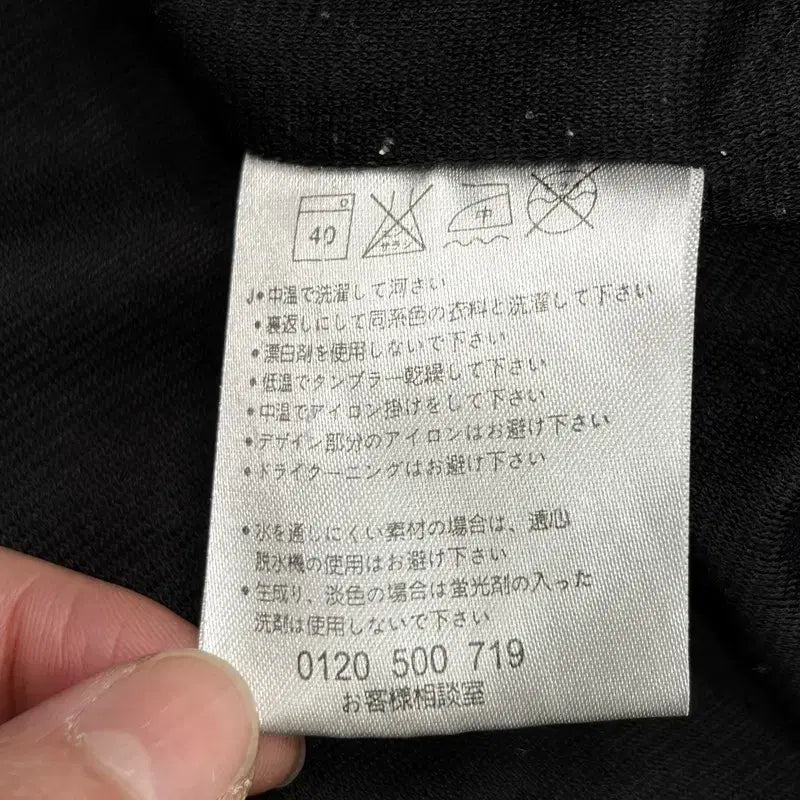 40 サラシ 中
J●中温で洗濯して河さい
●裏返しにして同系色の衣料と洗濯して下さい
●漂白剤を使用しないで下さい
●低温でタンブラー乾燥して下さい
●中温でアイロン掛けをして下さい
●デザイン部分のアイロンはお避け下さい
●ドライクーニングはお避け下さい
●水を通しにくい素材の場合は、遠心
脱水機の使用はお避け下さい
●生成り、淡色の場合は蛍光剤の入った
洗剤は使用しないで下さい
0120 500 719
お客様相談室